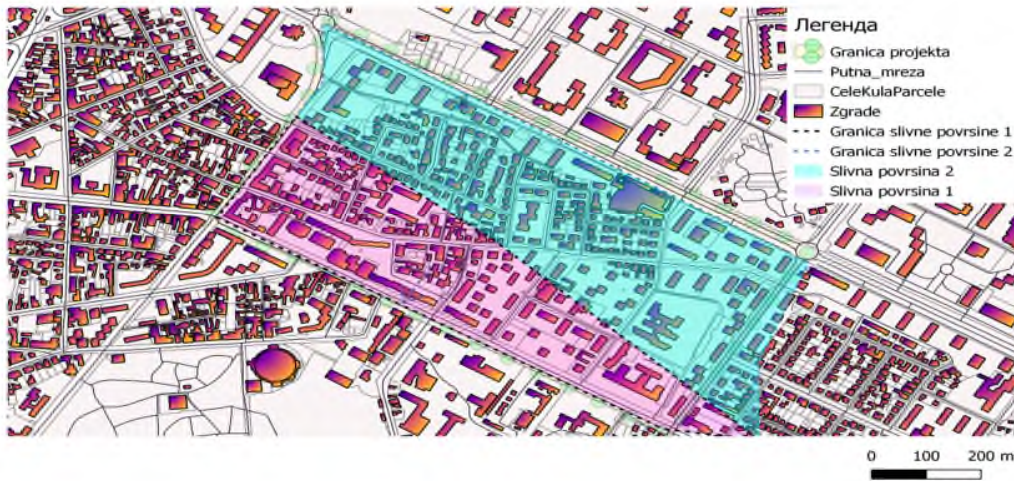 Легенда
Granica projekta
Putna_mreza
CeleKulaParcele
Zgrade
Granica slivne povrsine 1
Granica slivne povrsine 2
Slivna povrsina 2
Slivna povrsina 1
0 100 200 m